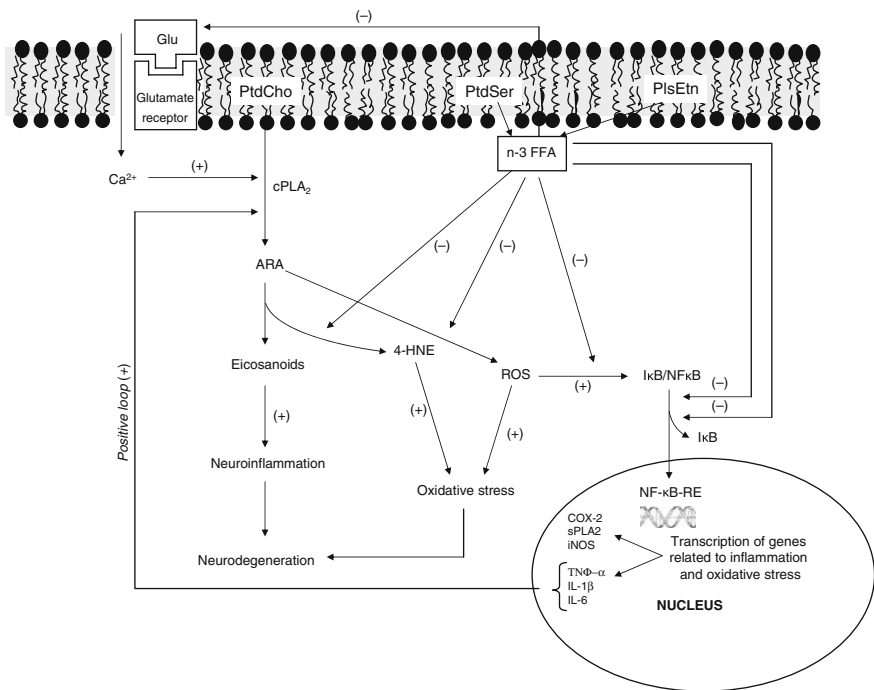 (–)
Glu
Glutamate
receptor
PtdCho
PtdSer
PlsEtn
n-3 FFA
Ca²⁺
(+)
cPLA₂
(–)
(–)
(–)
ARA
4-HNE
Eicosanoids
ROS
(+)
IκB/NFκB
(–)
(–)
IκB
Positive loop (+)
(+)
(+)
(+)
Neuroinflammation
Oxidative stress
Neurodegeneration
NF-κB-RE
COX-2
sPLA2
iNOS
Transcription of genes
related to inflammation
and oxidative stress
TNΦ–α
IL-1β
IL-6
NUCLEUS